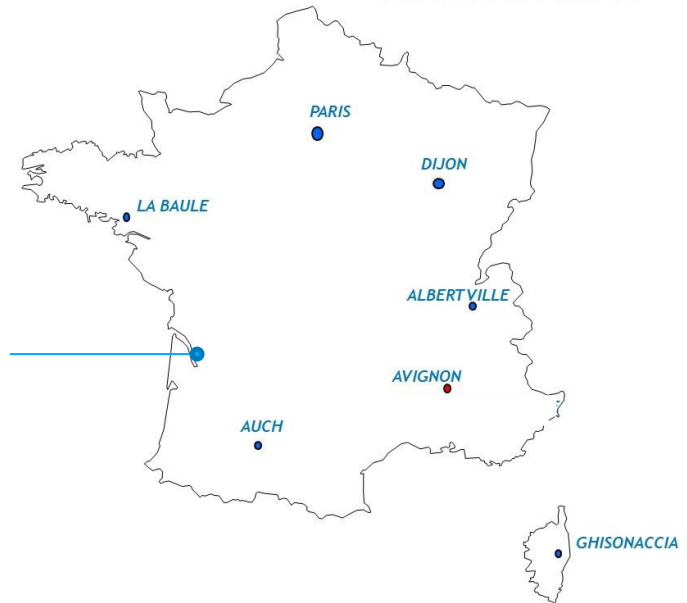 PARIS
DIJON
LA BAULE
ALBERTVILLE
AVIGNON
AUCH
GHISONACCIA